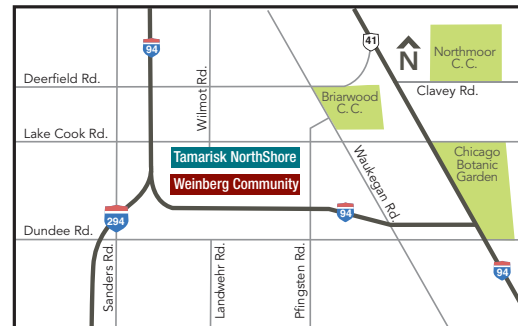 41
94
N
Northmoor
C.C.
Wilmot Rd.
Deerfield Rd.
Clavey Rd.
Briarwood
C.C.
Lake Cook Rd.
Tamarisk NorthShore
Weinberg Community
Chicago
Botanic
Garden
Waukegan Rd.
294
94
Dundee Rd.
Sanders Rd.
Landwehr Rd.
Pfingsten Rd.
94